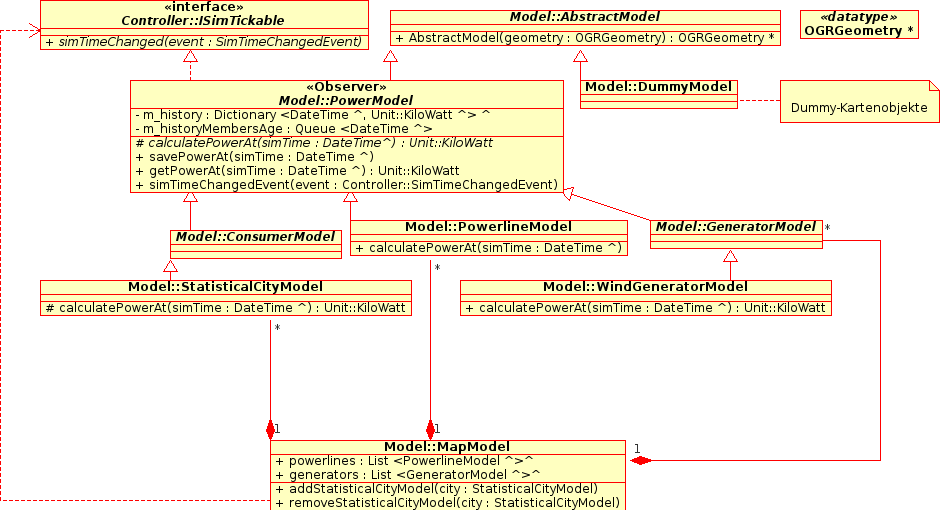 «interface»
Controller::ISimTickable
+ simTimeChanged(event : SimTimeChangedEvent)
Model::AbstractModel
+ AbstractModel(geometry : OGRGeometry) : OGRGeometry *
«datatype»
OGRGeometry *
«Observer»
Model::PowerModel
- m_history : Dictionary <DateTime ^, Unit::KiloWatt ^> ^
- m_historyMembersAge : Queue <DateTime ^>
# calculatePowerAt(simTime : DateTime^) : Unit::KiloWatt
+ savePowerAt(simTime : DateTime ^)
+ getPowerAt(simTime : DateTime ^) : Unit::KiloWatt
+ simTimeChangedEvent(event : Controller::SimTimeChangedEvent)
Model::DummyModel
Dummy-Kartenobjekte
Model::ConsumerModel
Model::PowerlineModel
+ calculatePowerAt(simTime : DateTime ^)
Model::GeneratorModel
*
*
Model::StatisticalCityModel
# calculatePowerAt(simTime : DateTime ^) : Unit::KiloWatt
Model::WindGeneratorModel
+ calculatePowerAt(simTime : DateTime ^) : Unit::KiloWatt
*
1
1
1
Model::MapModel
+ powerlines : List <PowerlineModel ^>^
+ generators : List <GeneratorModel ^>^
+ addStatisticalCityModel(city : StatisticalCityModel)
+ removeStatisticalCityModel(city : StatisticalCityModel)